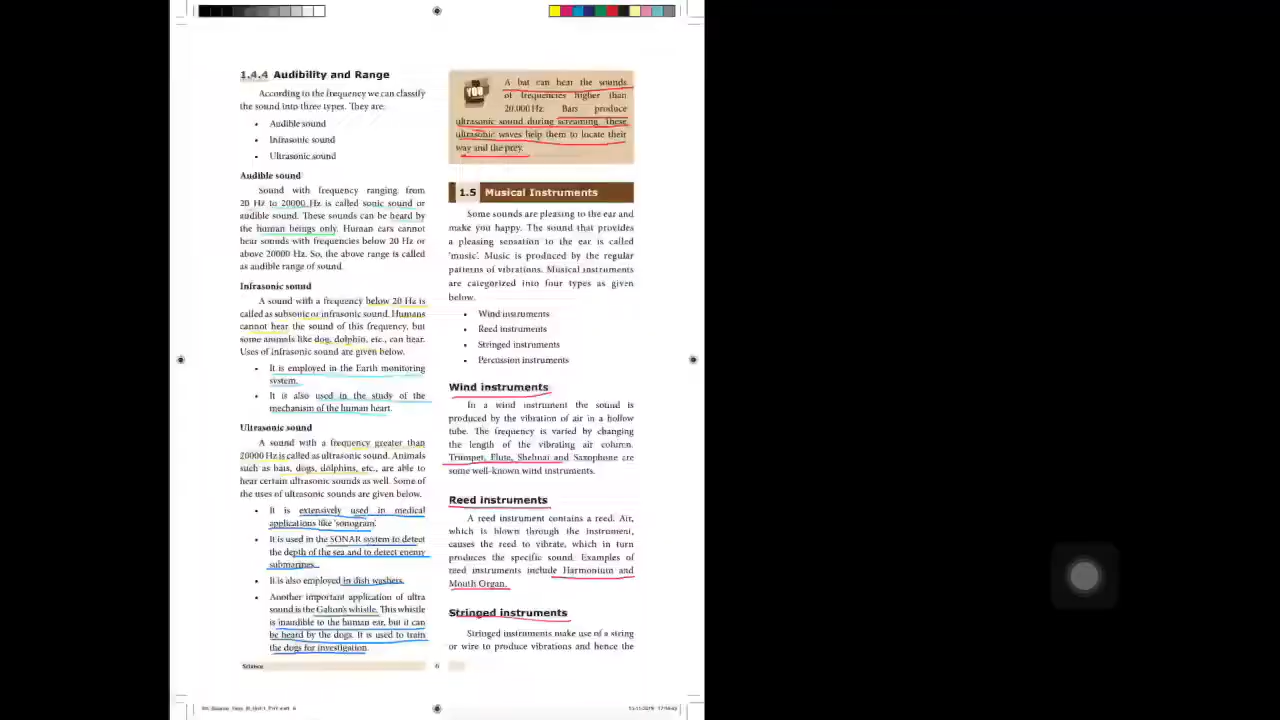 1.4.4 Audibility and Range
According to the frequency we can classify
the sound into three types. They are:
• Audible sound
• Infrasonic sound
• Ultrasonic sound
Audible sound
Sound with frequency ranging from
20 Hz to 20000 Hz is called sonic sound or
audible sound. These sounds can be heard by
the human beings only. Human ears cannot
hear sounds with frequencies below 20 Hz or
above 20000 Hz. So, the above range is called
as audible range of sound.
Infrasonic sound
A sound with a frequency below 20 Hz is
called as subsonic or infrasonic sound. Humans
cannot hear the sound of this frequency, but
some animals like dog, dolphin, etc., can hear.
Uses of infrasonic sound are given below.
• It is employed in the Earth monitoring
system.
• It is also used in the study of the
mechanism of the human heart.
Ultrasonic sound
A sound with a frequency greater than
20000 Hz is called as ultrasonic sound. Animals
such as bats, dogs, dolphins, etc., are able to
hear certain ultrasonic sounds as well. Some of
the uses of ultrasonic sounds are given below.
• It is extensively used in medical
applications like 'sonogram'.
• It is used in the SONAR system to detect
the depth of the sea and to detect enemy
submarines.
• It is also employed in dish washers.
• Another important application of ultra
sound is the Galton's whistle. This whistle
is inaudible to the human ear, but it can
be heard by the dogs. It is used to train
the dogs for investigation.
YOU
A bat can hear the sounds
of frequencies higher than
20,000 Hz. Bats produce
ultrasonic sound during screaming. These
ultrasonic waves help them to locate their
way and the prey.
1.5 Musical Instruments
Some sounds are pleasing to the ear and
make you happy. The sound that provides
a pleasing sensation to the ear is called
'music'. Music is produced by the regular
patterns of vibrations. Musical instruments
are categorized into four types as given
below.
• Wind instruments
• Reed instruments
• Stringed instruments
• Percussion instruments
Wind instruments
In a wind instrument the sound is
produced by the vibration of air in a hollow
tube. The frequency is varied by changing
the length of the vibrating air column.
Trumpet, Flute, Shehnai and Saxophone are
some well-known wind instruments.
Reed instruments
A reed instrument contains a reed. Air,
which is blown through the instrument,
causes the reed to vibrate, which in turn
produces the specific sound. Examples of
reed instruments include Harmonium and
Mouth Organ.
Stringed instruments
Stringed instruments make use of a string
or wire to produce vibrations and hence the
Science 6